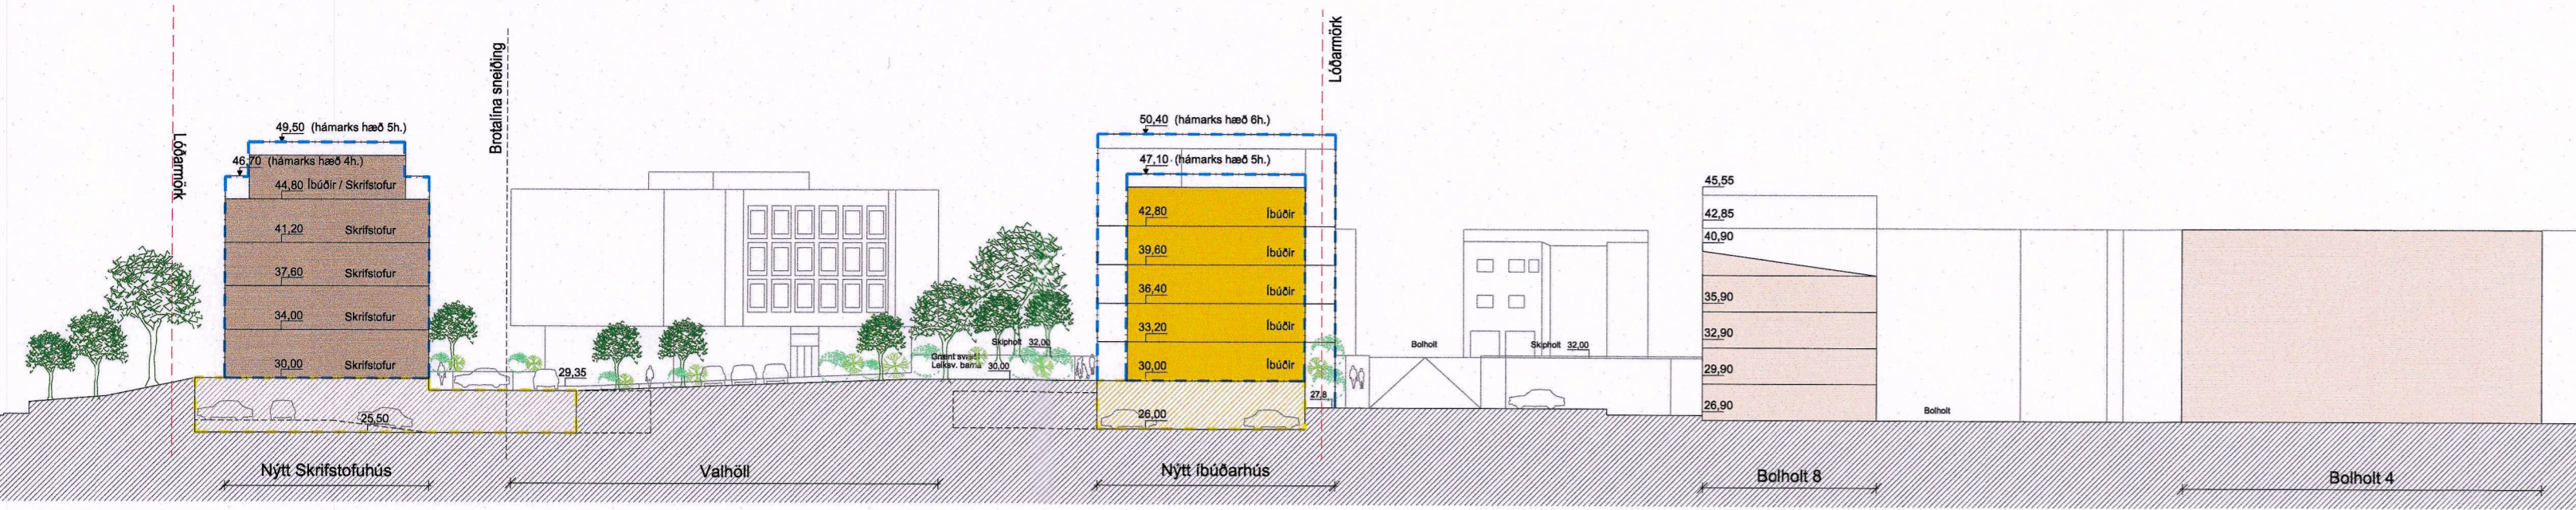 Lóðarmörk
49,50 (hámarks hæð 5h.)
46,70 (hámarks hæð 4h.)
44,80 Íbúðir / Skrifstofur
41,20 Skrifstofur
37,60 Skrifstofur
34,00 Skrifstofur
30,00 Skrifstofur
25,50
Nýtt Skrifstofuhús
Brotalína sneiðing
29,35
Valhöll
Grænt svæði
Leiksv. barna 30,00
Skipholt 32,00
50,40 (hámarks hæð 6h.)
47,10 (hámarks hæð 5h.)
42,80 Íbúðir
39,60 Íbúðir
36,40 Íbúðir
33,20 Íbúðir
30,00 Íbúðir
26,00
Nýtt íbúðarhús
Lóðarmörk
27,8
Bolholt
Skipholt 32,00
45,55
42,85
40,90
35,90
32,90
29,90
26,90
Bolholt 8
Bolholt
Bolholt 4